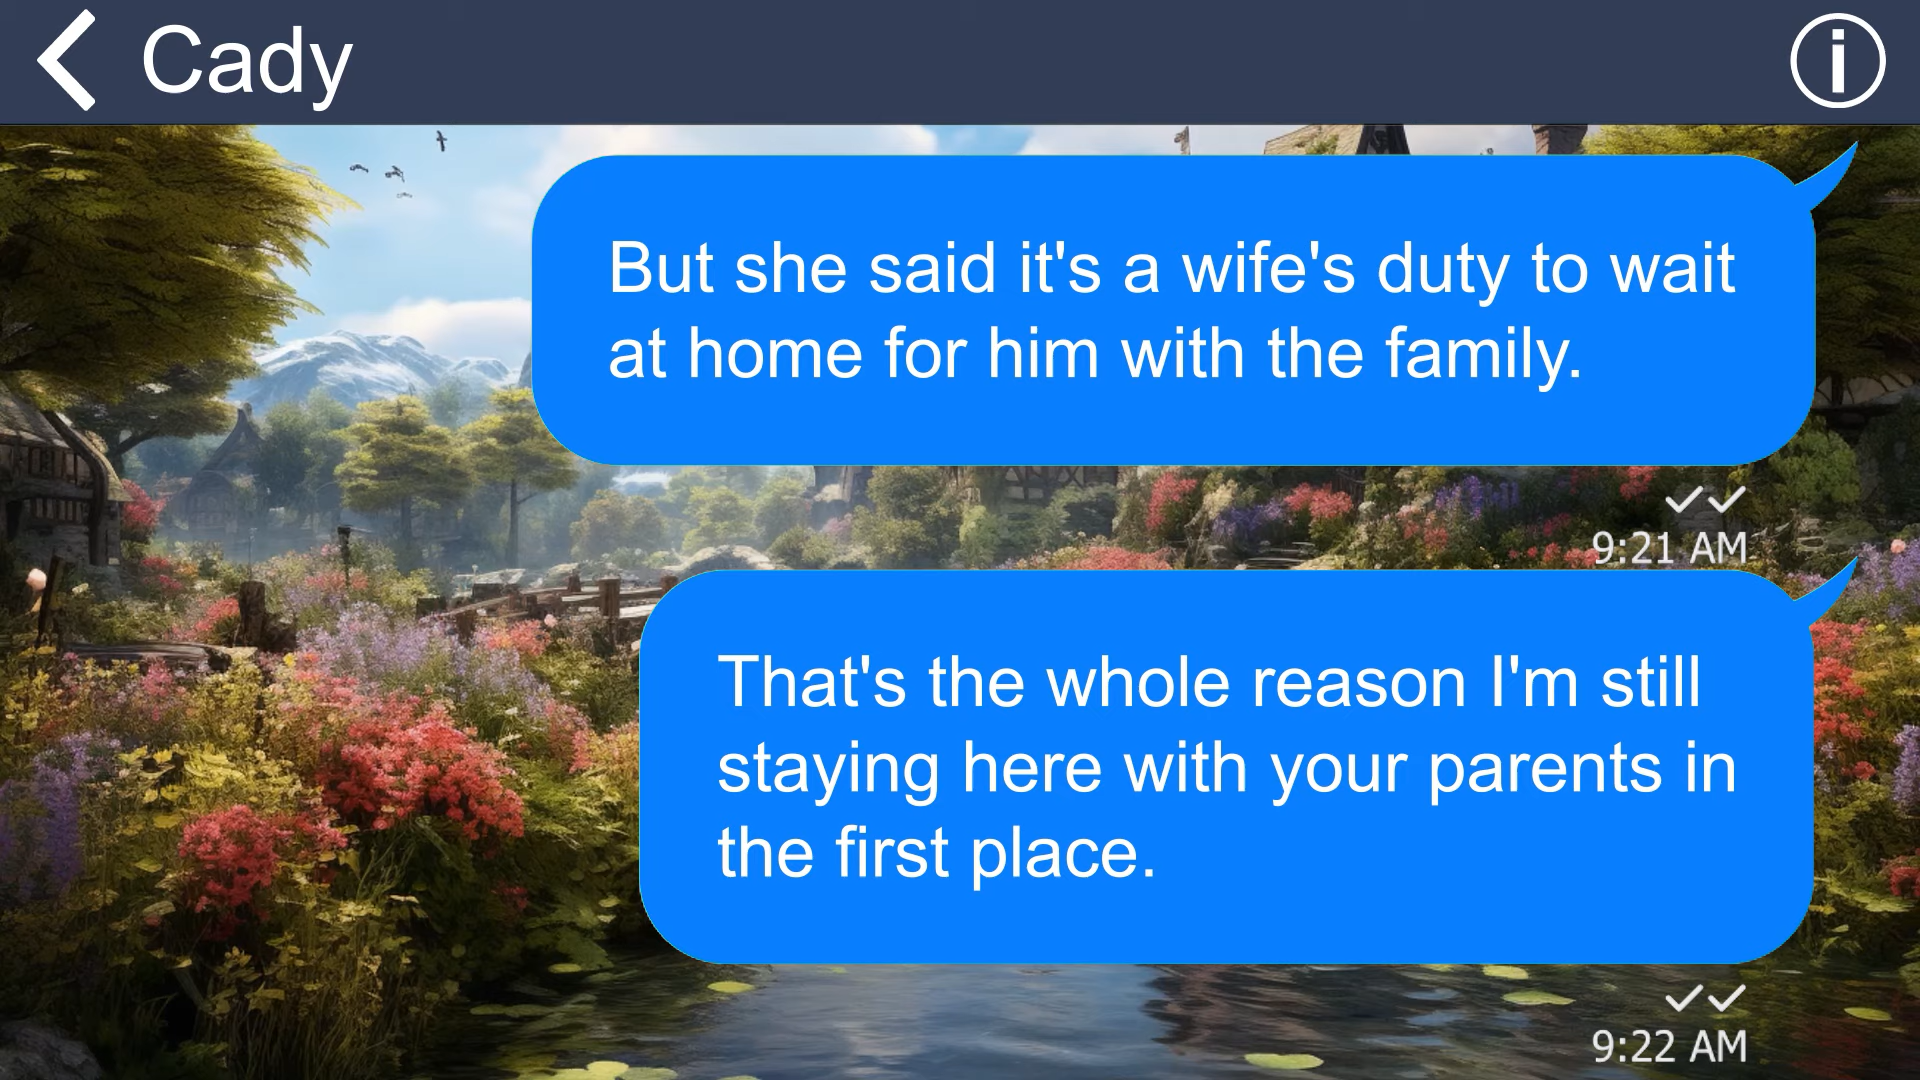 Cady
But she said it's a wife's duty to wait
at home for him with the family.
9:21 AM
That's the whole reason I'm still
staying here with your parents in
the first place.
9:22 AM